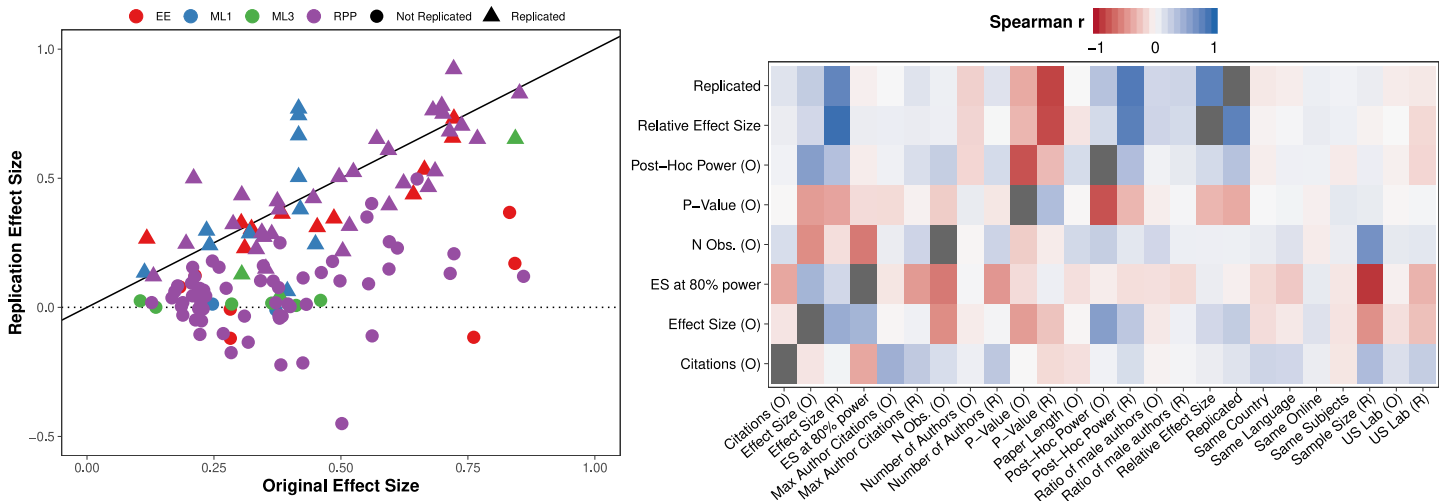 EE ML1 ML3 RPP Not Replicated Replicated
Replication Effect Size
1.0
0.5
0.0
−0.5
0.00 0.25 0.50 0.75 1.00
Original Effect Size
Spearman r
−1 0 1
Replicated
Relative Effect Size
Post−Hoc Power (O)
P−Value (O)
N Obs. (O)
ES at 80% power
Effect Size (O)
Citations (O)
Citations (O)
Effect Size (O)
Effect Size (R)
ES at 80% power
Max Author Citations (O)
Max Author Citations (R)
N Obs. (O)
Number of Authors (O)
Number of Authors (R)
P−Value (O)
P−Value (R)
Paper Length (O)
Post−Hoc Power (O)
Post−Hoc Power (R)
Ratio of male authors (O)
Ratio of male authors (R)
Relative Effect Size
Replicated
Same Country
Same Language
Same Online
Same Subjects
Sample Size (R)
US Lab (O)
US Lab (R)